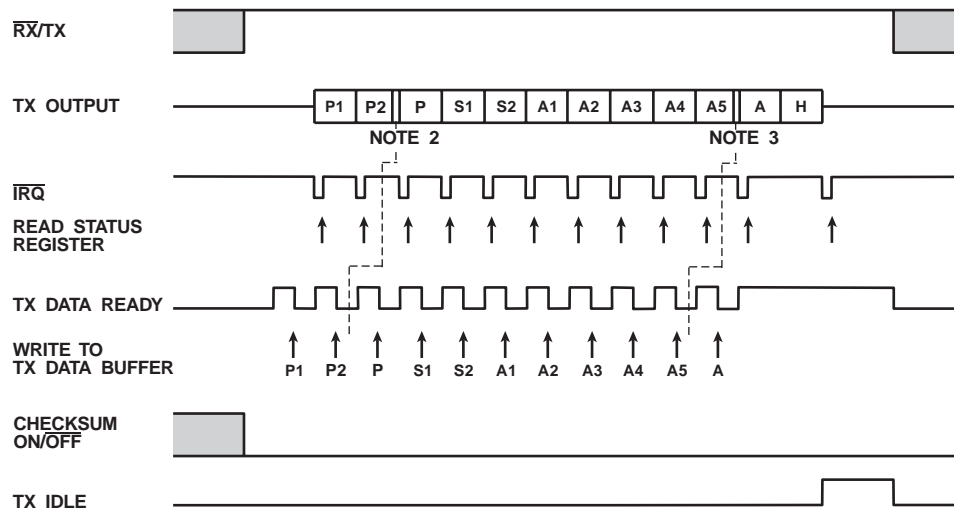 RX/TX
TX OUTPUT
P1 P2 P S1 S2 A1 A2 A3 A4 A5 A H
NOTE 2
NOTE 3
IRQ
READ STATUS
REGISTER
TX DATA READY
WRITE TO
TX DATA BUFFER
P1 P2 P S1 S2 A1 A2 A3 A4 A5 A
CHECKSUM
ON/OFF
TX IDLE